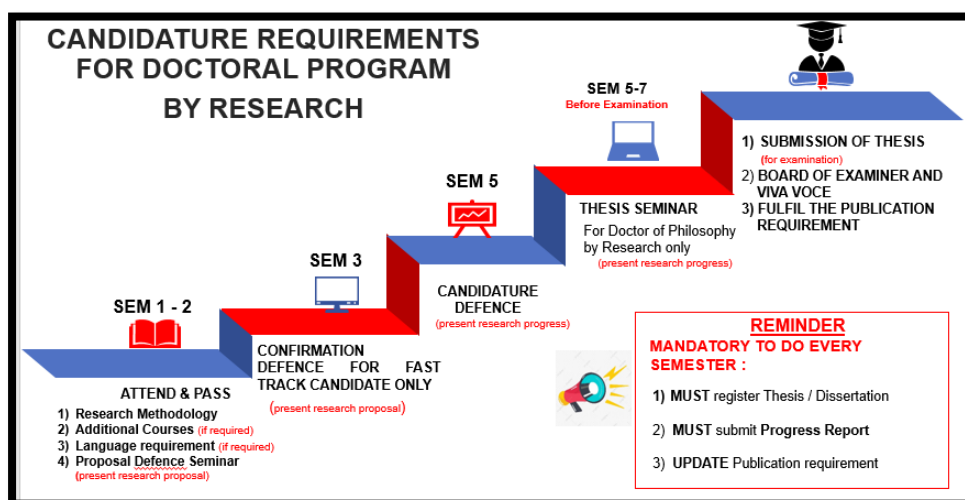 CANDIDATURE REQUIREMENTS
FOR DOCTORAL PROGRAM
BY RESEARCH
SEM 1 - 2
ATTEND & PASS
1) Research Methodology
2) Additional Courses (if required)
3) Language requirement (if required)
4) Proposal Defence Seminar
(present research proposal)
SEM 3
CONFIRMATION
DEFENCE FOR FAST
TRACK CANDIDATE ONLY
(present research proposal)
SEM 5
CANDIDATURE
DEFENCE
(present research progress)
SEM 5-7
Before Examination
THESIS SEMINAR
For Doctor of Philosophy
by Research only
(present research progress)
1) SUBMISSION OF THESIS
(for examination)
2) BOARD OF EXAMINER AND
VIVA VOCE
3) FULFIL THE PUBLICATION
REQUIREMENT
REMINDER
MANDATORY TO DO EVERY
SEMESTER :
1) MUST register Thesis / Dissertation
2) MUST submit Progress Report
3) UPDATE Publication requirement